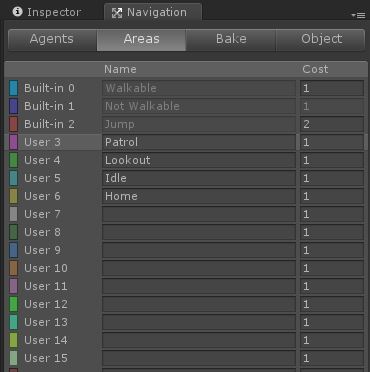 Inspector Navigation
Agents Areas Bake Object
Name Cost
Built-in 0 Walkable 1
Built-in 1 Not Walkable 1
Built-in 2 Jump 2
User 3 Patrol 1
User 4 Lookout 1
User 5 Idle 1
User 6 Home 1
User 7 1
User 8 1
User 9 1
User 10 1
User 11 1
User 12 1
User 13 1
User 14 1
User 15 1